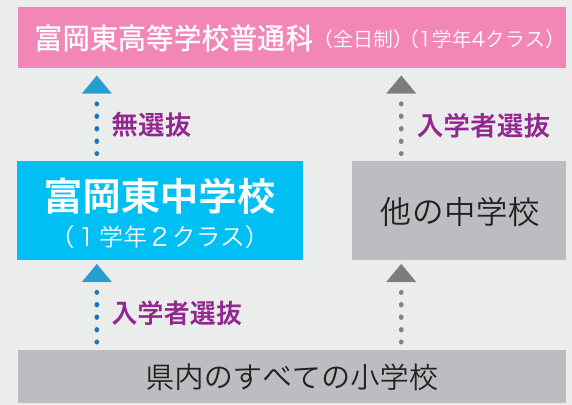 富岡東高等学校普通科（全日制）（1学年4クラス）
無選抜
入学者選抜
富岡東中学校
（１学年２クラス）
他の中学校
入学者選抜
県内のすべての小学校